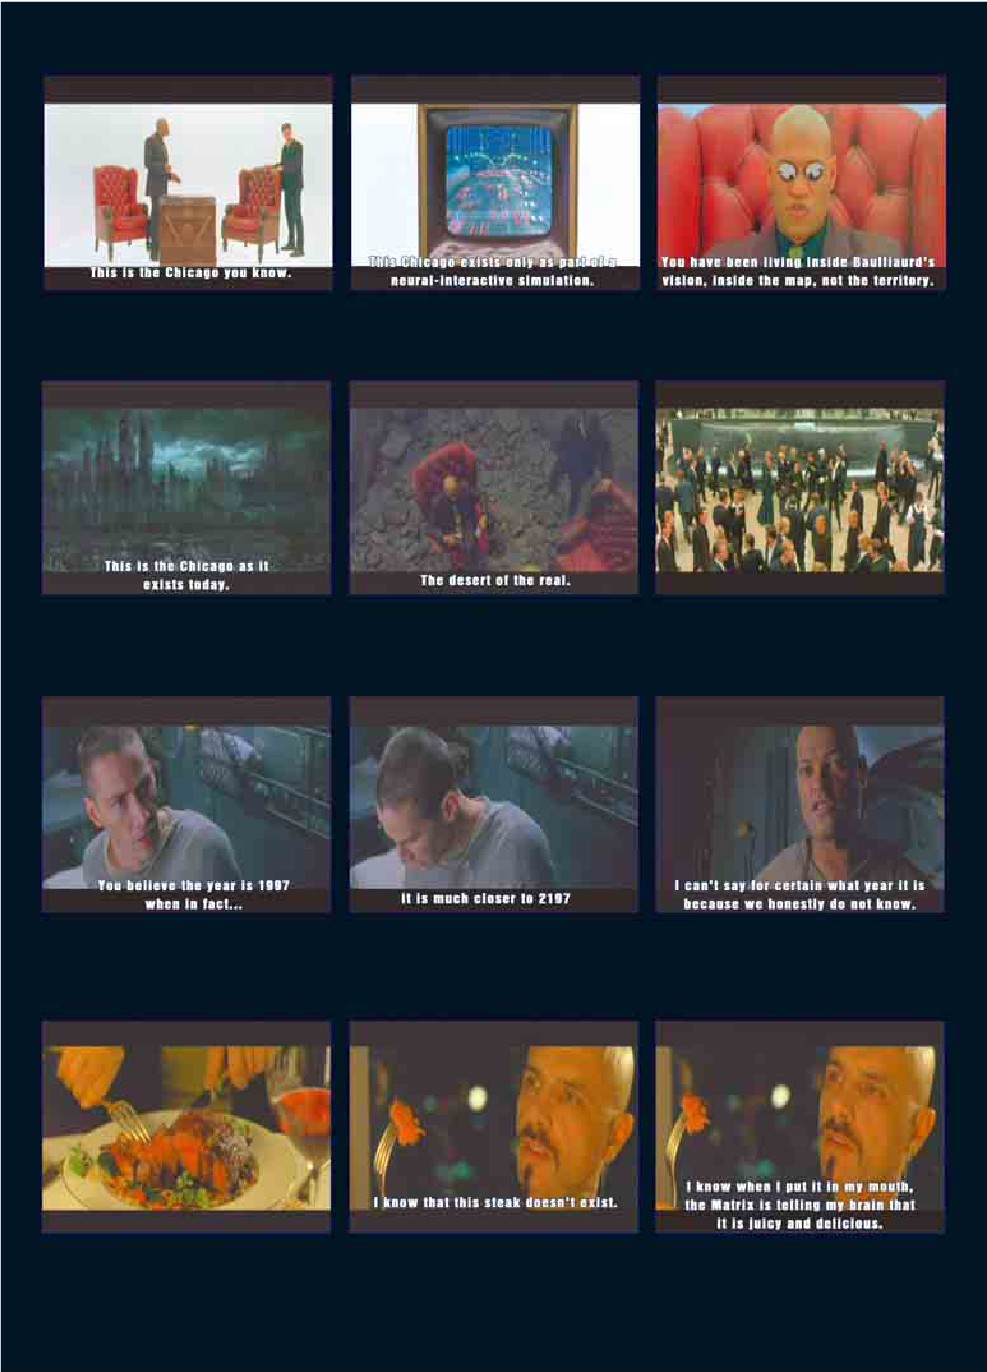 This is the Chicago you know.
This Chicago exists only as part of a
neural-interactive simulation.
You have been living inside Baulliaurd's
vision, inside the map, not the territory.
This is the Chicago as it
exists today.
The desert of the real.
You believe the year is 1997
when in fact...
it is much closer to 2197
I can't say for certain what year it is
because we honestly do not know.
I know that this steak doesn't exist.
I know when I put it in my mouth,
the Matrix is telling my brain that
it is juicy and delicious.